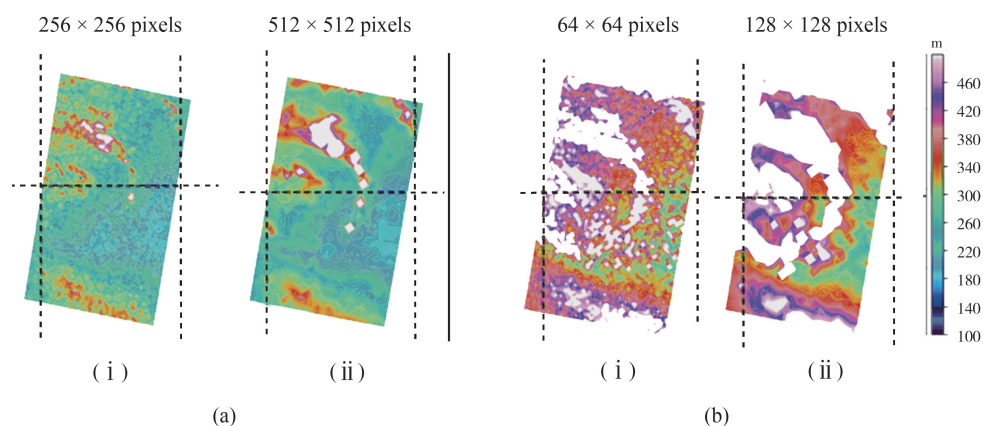 256 × 256 pixels
512 × 512 pixels
64 × 64 pixels
128 × 128 pixels
m
460
420
380
340
300
260
220
180
140
100
( i )
( ii )
( i )
( ii )
(a)
(b)